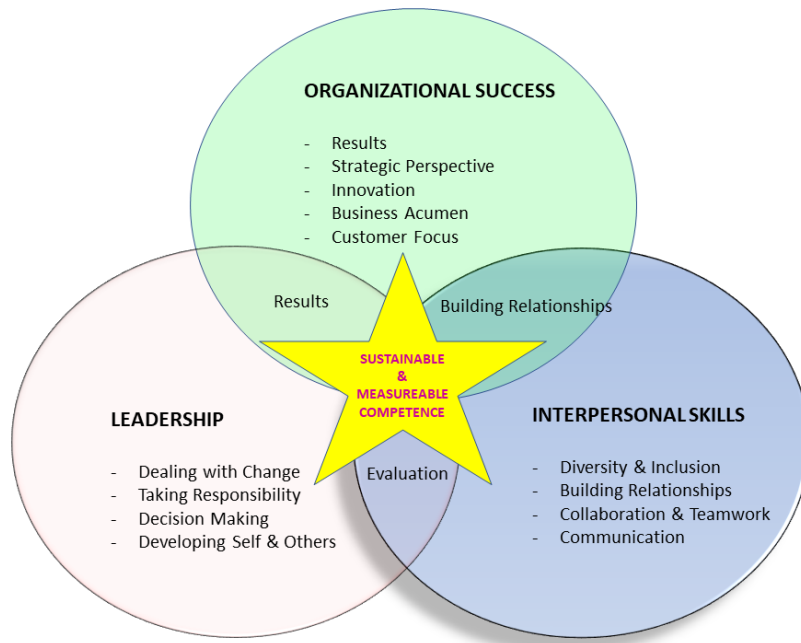 ORGANIZATIONAL SUCCESS
- Results
- Strategic Perspective
- Innovation
- Business Acumen
- Customer Focus
Results
Building Relationships
SUSTAINABLE
&
MEASUREABLE
COMPETENCE
LEADERSHIP
- Dealing with Change
- Taking Responsibility
- Decision Making
- Developing Self & Others
Evaluation
INTERPERSONAL SKILLS
- Diversity & Inclusion
- Building Relationships
- Collaboration & Teamwork
- Communication